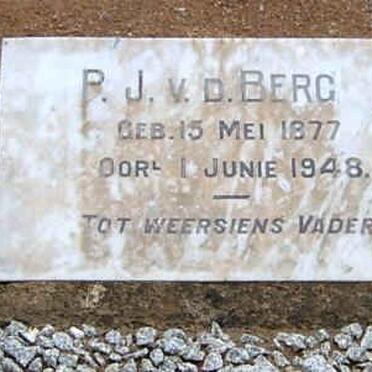 P. J. V. D. BERG
GEB. 15 MEI 1877
OORL 1 JUNIE 1948.
TOT WEERSIENS VADER